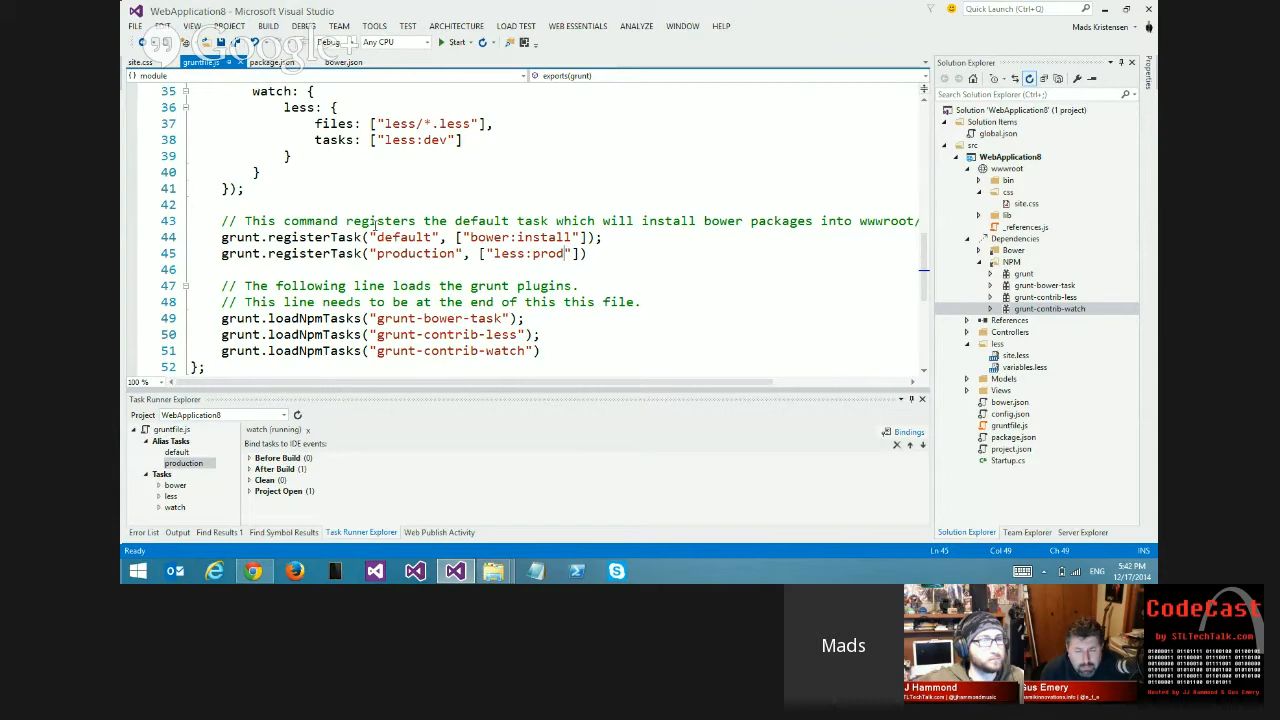 WebApplication8 - Microsoft Visual Studio
Quick Launch (Ctrl+;)
FILE EDIT VIEW PROJECT BUILD DEBUG TEAM TOOLS TEST ARCHITECTURE LOAD TEST WEB ESSENTIALS ANALYZE WINDOW HELP
Mads Kristensen
Google+
Debug Any CPU Start
site.css gruntfile.js package.json bower.json
module exports(grunt)
35 watch: {
36 less: {
37 files: ["less/*.less"],
38 tasks: ["less:dev"]
39 }
40 }
41 });
42
43 // This command registers the default task which will install bower packages into wwwroot/
44 grunt.registerTask("default", ["bower:install"]);
45 grunt.registerTask("production", ["less:prod"])
46
47 // The following line loads the grunt plugins.
48 // This line needs to be at the end of this this file.
49 grunt.loadNpmTasks("grunt-bower-task");
50 grunt.loadNpmTasks("grunt-contrib-less");
51 grunt.loadNpmTasks("grunt-contrib-watch")
52 };
100 %
Solution Explorer
Search Solution Explorer (Ctrl+;)
Solution 'WebApplication8' (1 project)
Solution Items
global.json
src
WebApplication8
wwwroot
bin
css
site.css
lib
_references.js
Dependencies
Bower
NPM
grunt
grunt-bower-task
grunt-contrib-less
grunt-contrib-watch
References
Controllers
less
site.less
variables.less
Models
Views
bower.json
config.json
gruntfile.js
package.json
project.json
Startup.cs
Properties
Task Runner Explorer
Project WebApplication8
gruntfile.js
Alias Tasks
default
production
Tasks
bower
less
watch
watch (running) x
Bindings
Bind tasks to IDE events:
Before Build (0)
After Build (1)
Clean (0)
Project Open (1)
Error List Output Find Results 1 Find Symbol Results Task Runner Explorer Web Publish Activity
Solution Explorer Team Explorer Server Explorer
Ready Ln 45 Col 49 Ch 49 INS
ENG 5:42 PM
12/17/2014
Mads
JJ Hammond
Gus Emery
CodeCast
by STLTechTalk.com
Hosted by JJ Hammond & Gus Emery